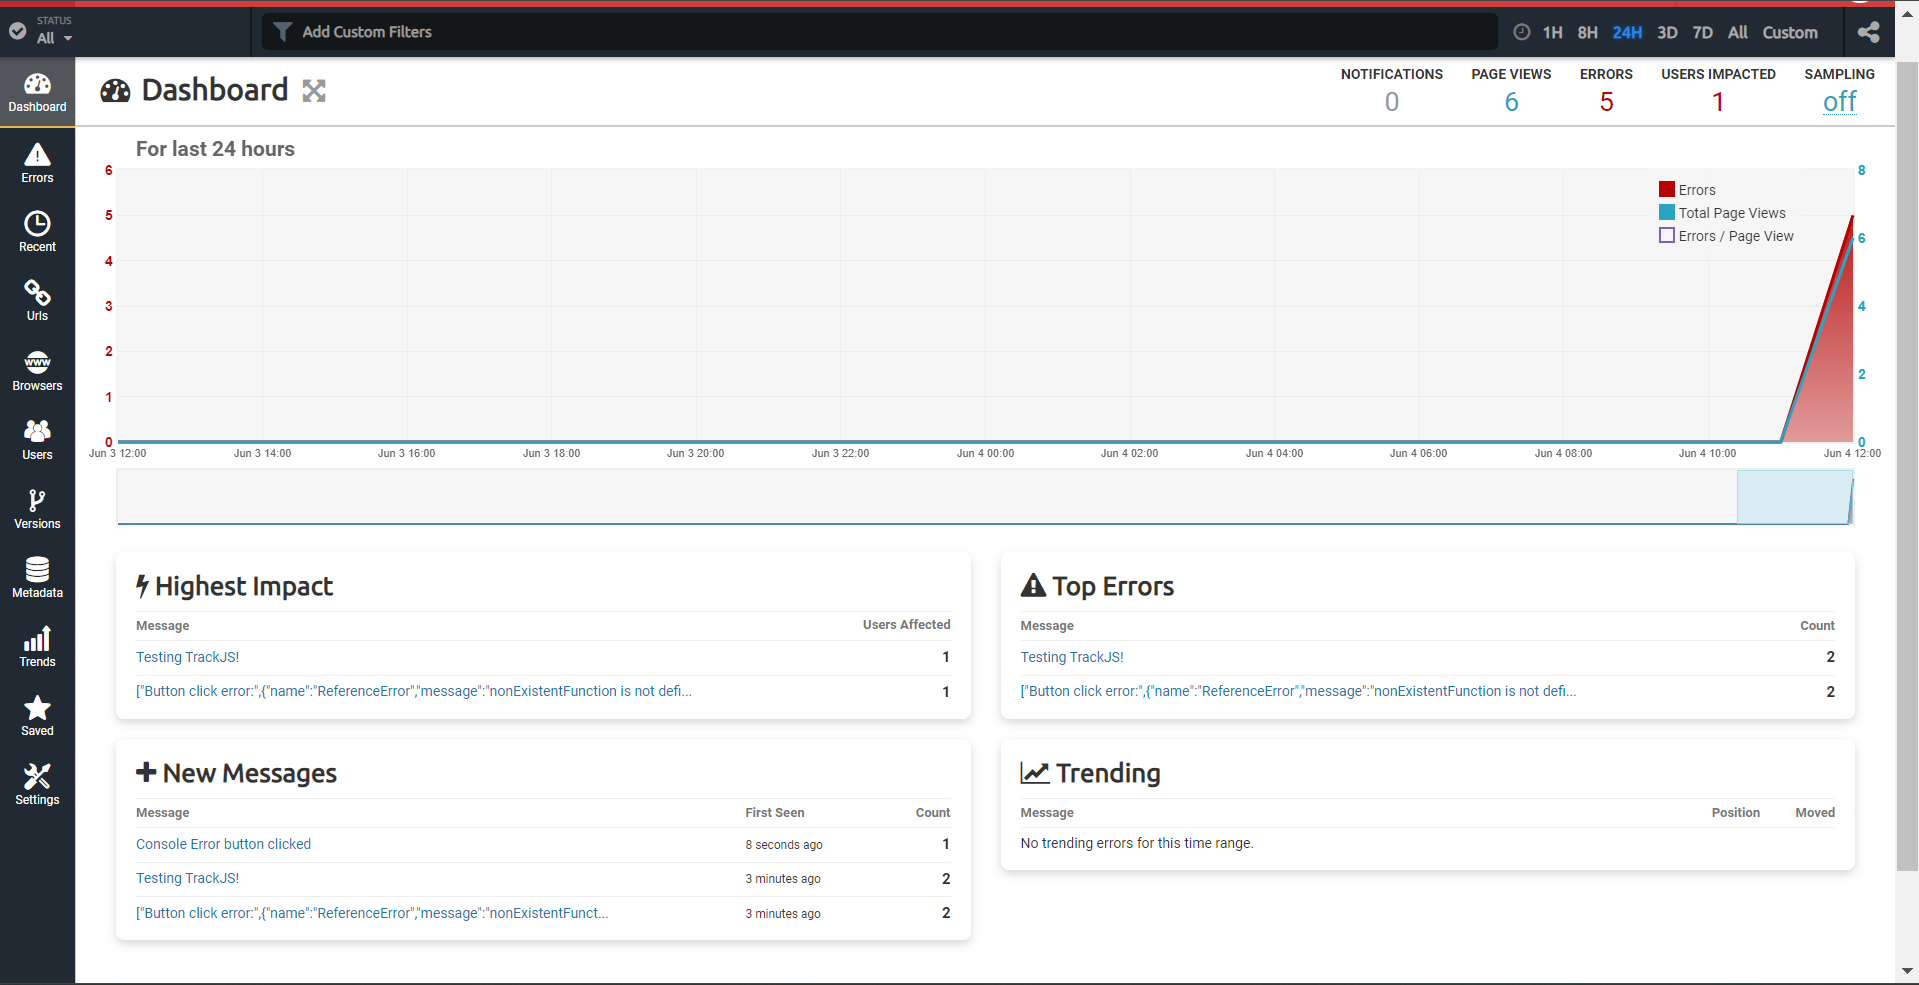 STATUS
All
Add Custom Filters
1H 8H 24H 3D 7D All Custom
Dashboard
Errors
Recent
Urls
www
Browsers
Users
Versions
Metadata
Trends
Saved
Settings
Dashboard
NOTIFICATIONS PAGE VIEWS ERRORS USERS IMPACTED SAMPLING
0 6 5 1 off
For last 24 hours
6
5
4
3
2
1
0
8
6
4
2
0
Errors
Total Page Views
Errors / Page View
Jun 3 12:00 Jun 3 14:00 Jun 3 16:00 Jun 3 18:00 Jun 3 20:00 Jun 3 22:00 Jun 4 00:00 Jun 4 02:00 Jun 4 04:00 Jun 4 06:00 Jun 4 08:00 Jun 4 10:00 Jun 4 12:00
Highest Impact
Message Users Affected
Testing TrackJS! 1
["Button click error:",{"name":"ReferenceError","message":"nonExistentFunction is not defi... 1
Top Errors
Message Count
Testing TrackJS! 2
["Button click error:",{"name":"ReferenceError","message":"nonExistentFunction is not defi... 2
New Messages
Message First Seen Count
Console Error button clicked 8 seconds ago 1
Testing TrackJS! 3 minutes ago 2
["Button click error:",{"name":"ReferenceError","message":"nonExistentFunct... 3 minutes ago 2
Trending
Message Position Moved
No trending errors for this time range.